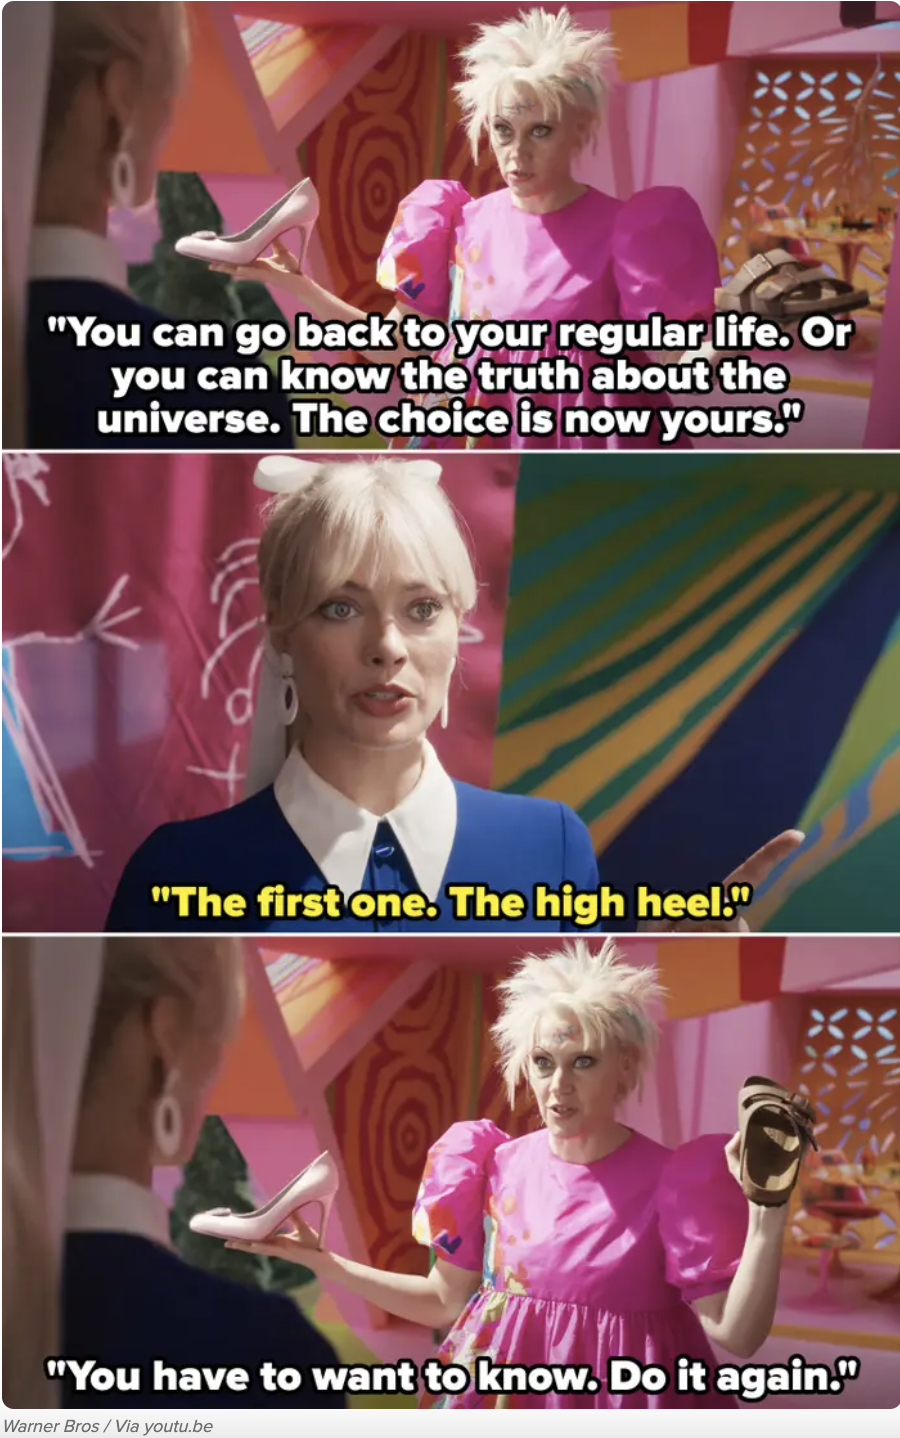 "You can go back to your regular life. Or
you can know the truth about the
universe. The choice is now yours."
"The first one. The high heel."
"You have to want to know. Do it again."
Warner Bros / Via youtu.be